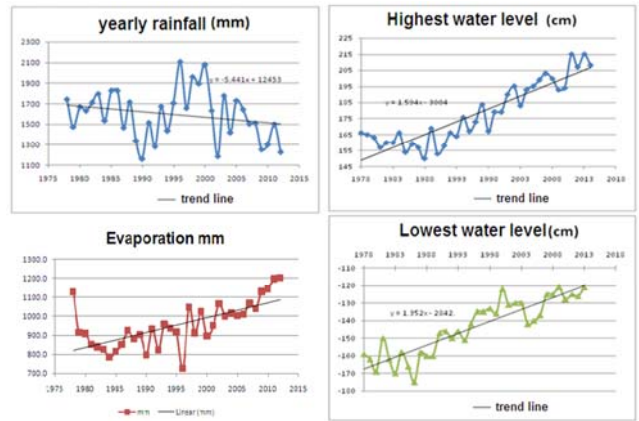 yearly rainfall (mm)
2300
2100
1900
1700
1500
1300
1100
y = -5.441x + 12453
1975 1980 1985 1990 1995 2000 2005 2010 2015
trend line
Highest water level (cm)
225
215
205
195
185
175
165
155
145
y = 1.594x - 3004
1978 1983 1988 1993 1998 2003 2008 2013
trend line
Evaporation mm
1300.0
1200.0
1100.0
1000.0
900.0
800.0
700.0
1975 1980 1985 1990 1995 2000 2005 2010 2015
mm Linear (mm)
Lowest water level(cm)
1978 1983 1988 1993 1998 2003 2008 2013
-110
-120
-130
-140
-150
-160
-170
-180
y = 1.352x - 2842.
trend line